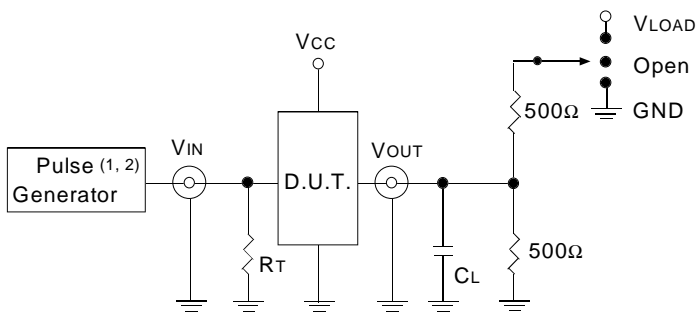 VLOAD
VCC
Open
500Ω
GND
VIN
VOUT
Pulse (1, 2)
Generator
D.U.T.
RT
CL
500Ω